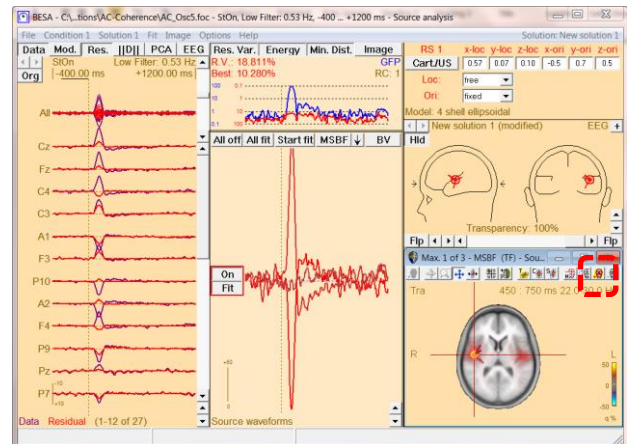 BESA - C:\...tions\AC-Coherence\AC_Osc5.foc - StOn, Low Filter: 0.53 Hz, -400 ... +1200 ms - Source analysis
File Condition 1 Solution 1 Fit Image Options Help
Solution: New solution 1
Data Mod. Res. ||D|| PCA EEG
StOn Low Filter: 0.53 Hz
Org -400.00 ms +1200.00 ms
All
Cz
Fz
C4
C3
A1
F3
P10
A2
F4
P9
Pz
P7
Data Residual (1-12 of 27)
Res. Var. Energy Min. Dist. Image
R.V.: 18.811% GFP
Best: 10.280% RC: 1
All off All fit Start fit MSBF ↓ BV
On
Fit
Source waveforms
RS 1 x-loc y-loc z-loc x-ori y-ori z-ori
Cart./US 0.57 0.07 0.10 -0.5 0.7 0.5
Loc: free
Ori: fixed
Model: 4 shell ellipsoidal
New solution 1 (modified) EEG +
Hld
Transparency: 100%
Flp Flp
Max. 1 of 3 - MSBF (TF) - Sou...
Tra 450 : 750 ms
R L
50
0
-50
q %